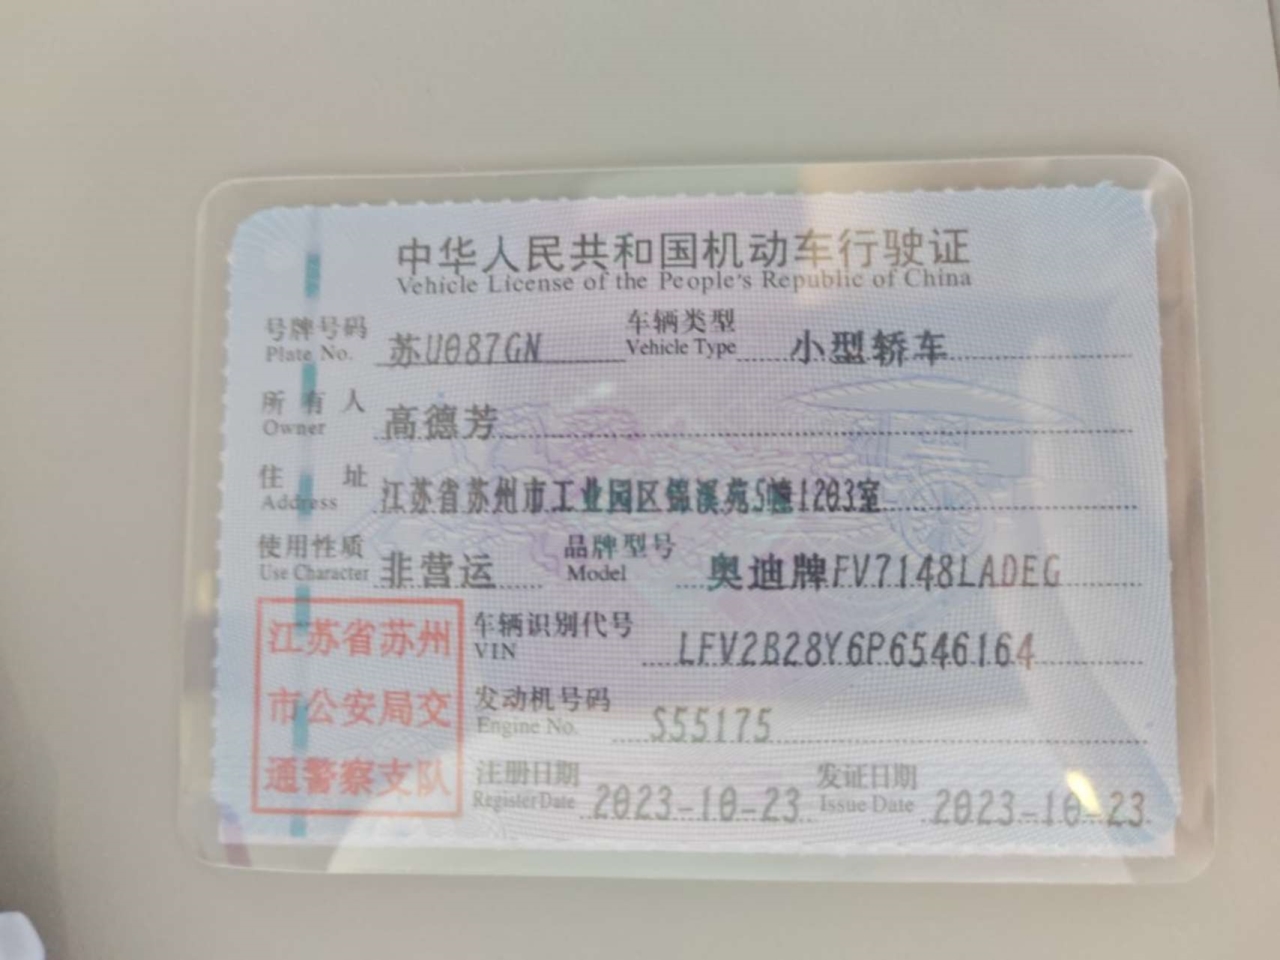 中华人民共和国机动车行驶证
Vehicle License of the People's Republic of China
号牌号码 苏U087GN 车辆类型 小型轿车
Plate No. Vehicle Type
所有人 高德芳
Owner
住址 江苏省苏州市工业园区锦溪苑5幢1203室
Address
使用性质 非营运 品牌型号 奥迪牌FV7148LADEG
Use Character Model
江苏省苏州
市公安局交
通警察支队
车辆识别代号 LFV2B28Y6P6546164
VIN
发动机号码 S55175
Engine No.
注册日期 2023-10-23 发证日期 2023-10-23
Register Date Issue Date